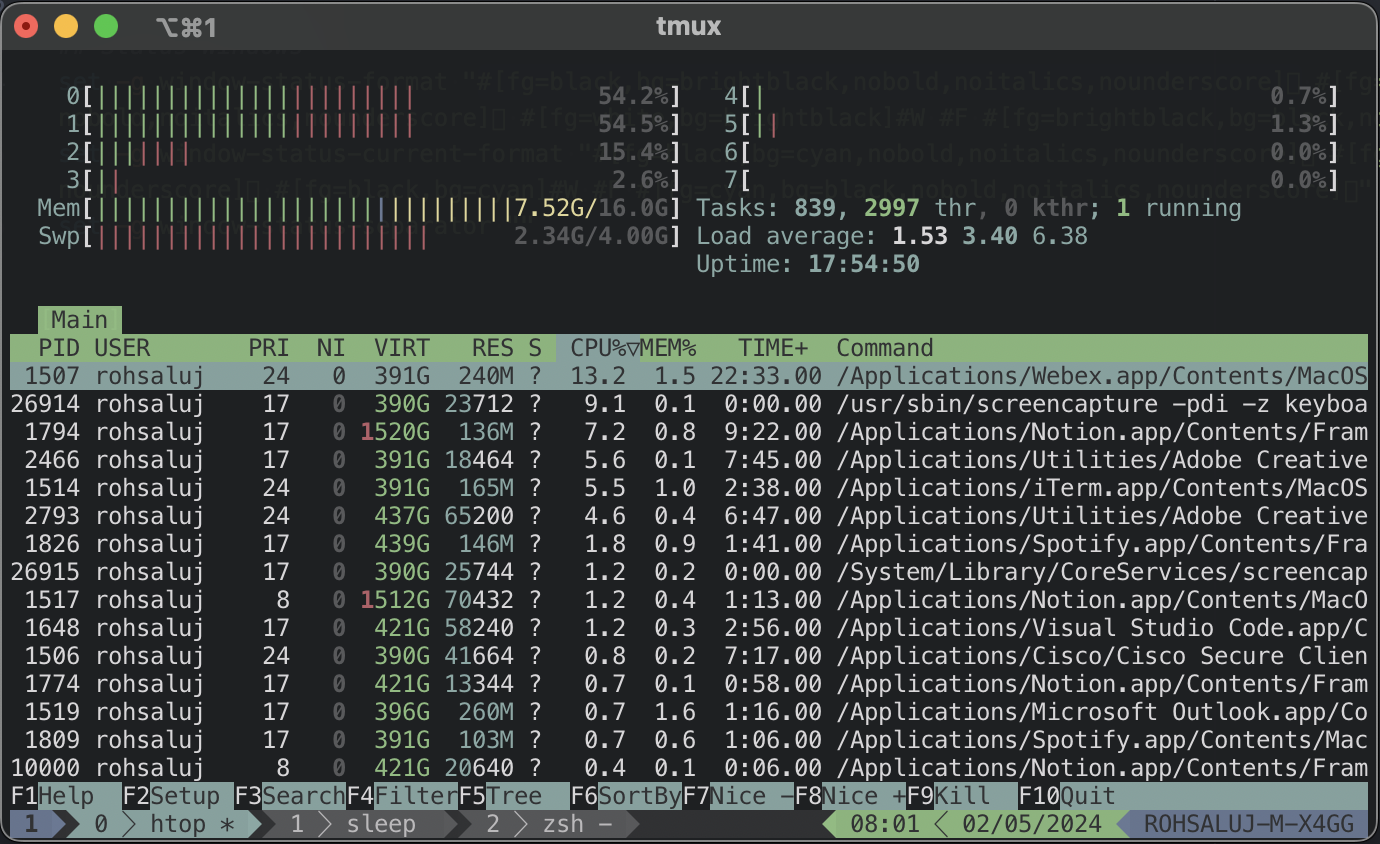 ⌥⌘1 tmux
0[||||||||||||||||||||||| 54.2%] 4[| 0.7%]
1[||||||||||||||||||||||| 54.5%] 5[|| 1.3%]
2[||||||| 15.4%] 6[ 0.0%]
3[|| 2.6%] 7[ 0.0%]
Mem[||||||||||||||||||||||||||||||7.52G/16.0G] Tasks: 839, 2997 thr, 0 kthr; 1 running
Swp[|||||||||||||||||||||||| 2.34G/4.00G] Load average: 1.53 3.40 6.38
Uptime: 17:54:50
Main
PID USER PRI NI VIRT RES S CPU%▽MEM% TIME+ Command
1507 rohsaluj 24 0 391G 240M ? 13.2 1.5 22:33.00 /Applications/Webex.app/Contents/MacOS
26914 rohsaluj 17 0 390G 23712 ? 9.1 0.1 0:00.00 /usr/sbin/screencapture -pdi -z keyboa
1794 rohsaluj 17 0 1520G 136M ? 7.2 0.8 9:22.00 /Applications/Notion.app/Contents/Fram
2466 rohsaluj 17 0 391G 18464 ? 5.6 0.1 7:45.00 /Applications/Utilities/Adobe Creative
1514 rohsaluj 24 0 391G 165M ? 5.5 1.0 2:38.00 /Applications/iTerm.app/Contents/MacOS
2793 rohsaluj 24 0 437G 65200 ? 4.6 0.4 6:47.00 /Applications/Utilities/Adobe Creative
1826 rohsaluj 17 0 439G 146M ? 1.8 0.9 1:41.00 /Applications/Spotify.app/Contents/Fra
26915 rohsaluj 17 0 390G 25744 ? 1.2 0.2 0:00.00 /System/Library/CoreServices/screencap
1517 rohsaluj 8 0 1512G 70432 ? 1.2 0.4 1:13.00 /Applications/Notion.app/Contents/MacO
1648 rohsaluj 17 0 421G 58240 ? 1.2 0.3 2:56.00 /Applications/Visual Studio Code.app/C
1506 rohsaluj 24 0 390G 41664 ? 0.8 0.2 7:17.00 /Applications/Cisco/Cisco Secure Clien
1774 rohsaluj 17 0 421G 13344 ? 0.7 0.1 0:58.00 /Applications/Notion.app/Contents/Fram
1519 rohsaluj 17 0 396G 260M ? 0.7 1.6 1:16.00 /Applications/Microsoft Outlook.app/Co
1809 rohsaluj 17 0 391G 103M ? 0.7 0.6 1:06.00 /Applications/Spotify.app/Contents/Mac
10000 rohsaluj 8 0 421G 20640 ? 0.4 0.1 0:06.00 /Applications/Notion.app/Contents/Fram
F1Help F2Setup F3SearchF4FilterF5Tree F6SortByF7Nice -F8Nice +F9Kill F10Quit
1 0 htop * 1 sleep 2 zsh - 08:01 02/05/2024 ROHSALUJ-M-X4GG